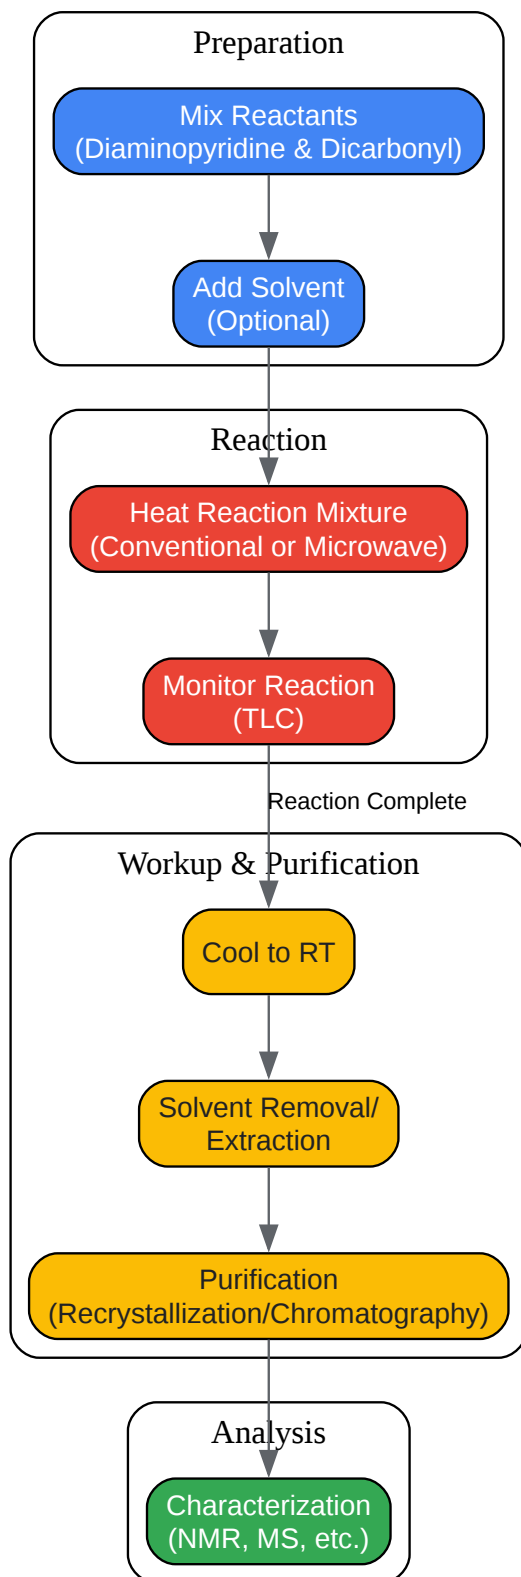 Preparation
Mix Reactants
(Diaminopyridine & Dicarbonyl)
Add Solvent
(Optional)
Reaction
Heat Reaction Mixture
(Conventional or Microwave)
Monitor Reaction
(TLC)
Reaction Complete
Workup & Purification
Cool to RT
Solvent Removal/
Extraction
Purification
(Recrystallization/Chromatography)
Analysis
Characterization
(NMR, MS, etc.)